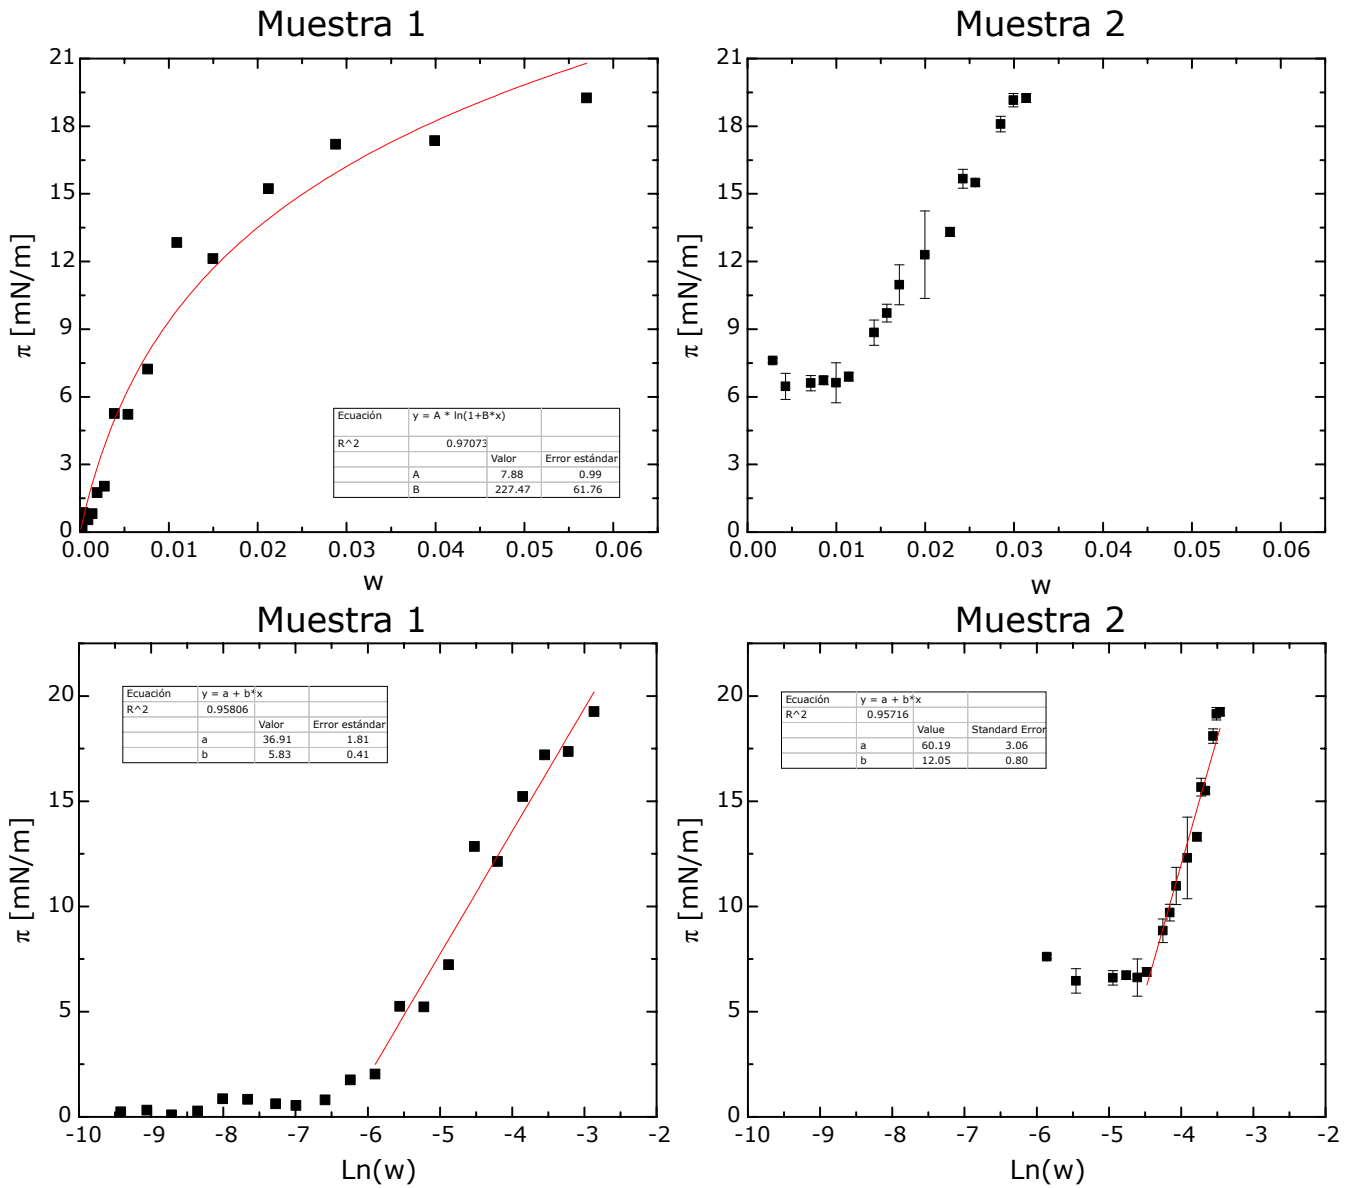 Muestra 1
21
18
15
12
9
6
3
0
π [mN/m]
Ecuación y = A * ln(1+B*x)
R^2 0.97073
Valor Error estándar
A 7.88 0.99
B 227.47 61.76
0.00 0.01 0.02 0.03 0.04 0.05 0.06
w
Muestra 2
21
18
15
12
9
6
3
0
π [mN/m]
0.00 0.01 0.02 0.03 0.04 0.05 0.06
w
Muestra 1
20
15
10
5
0
π [mN/m]
Ecuación y = a + b*x
R^2 0.95806
Valor Error estándar
a 36.91 1.81
b 5.83 0.41
-10 -9 -8 -7 -6 -5 -4 -3 -2
Ln(w)
Muestra 2
20
15
10
5
0
π [mN/m]
Ecuación y = a + b*x
R^2 0.95716
Value Standard Error
a 60.19 3.06
b 12.05 0.80
-10 -9 -8 -7 -6 -5 -4 -3 -2
Ln(w)